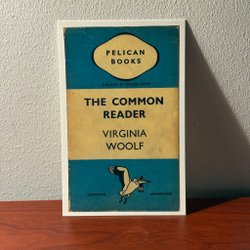 PELICAN
BOOKS
THE COMMON
READER
VIRGINIA
WOOLF